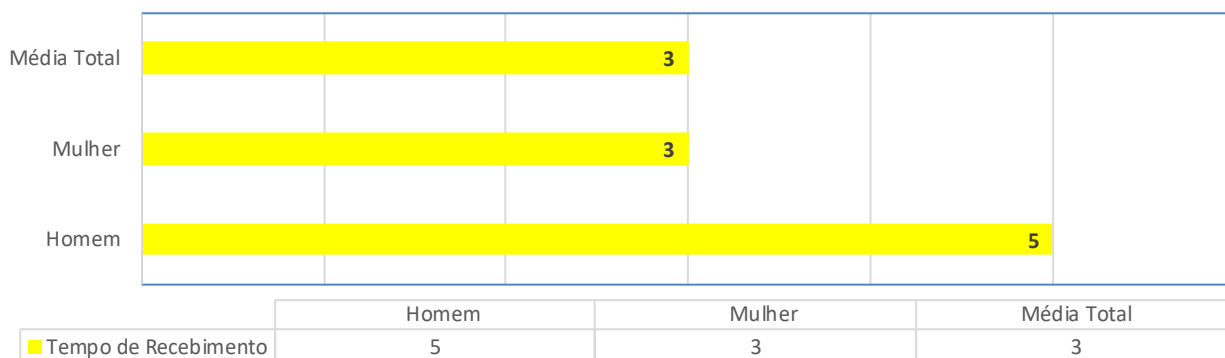 Média Total 3
Mulher 3
Homem 5
Homem Mulher Média Total
Tempo de Recebimento 5 3 3